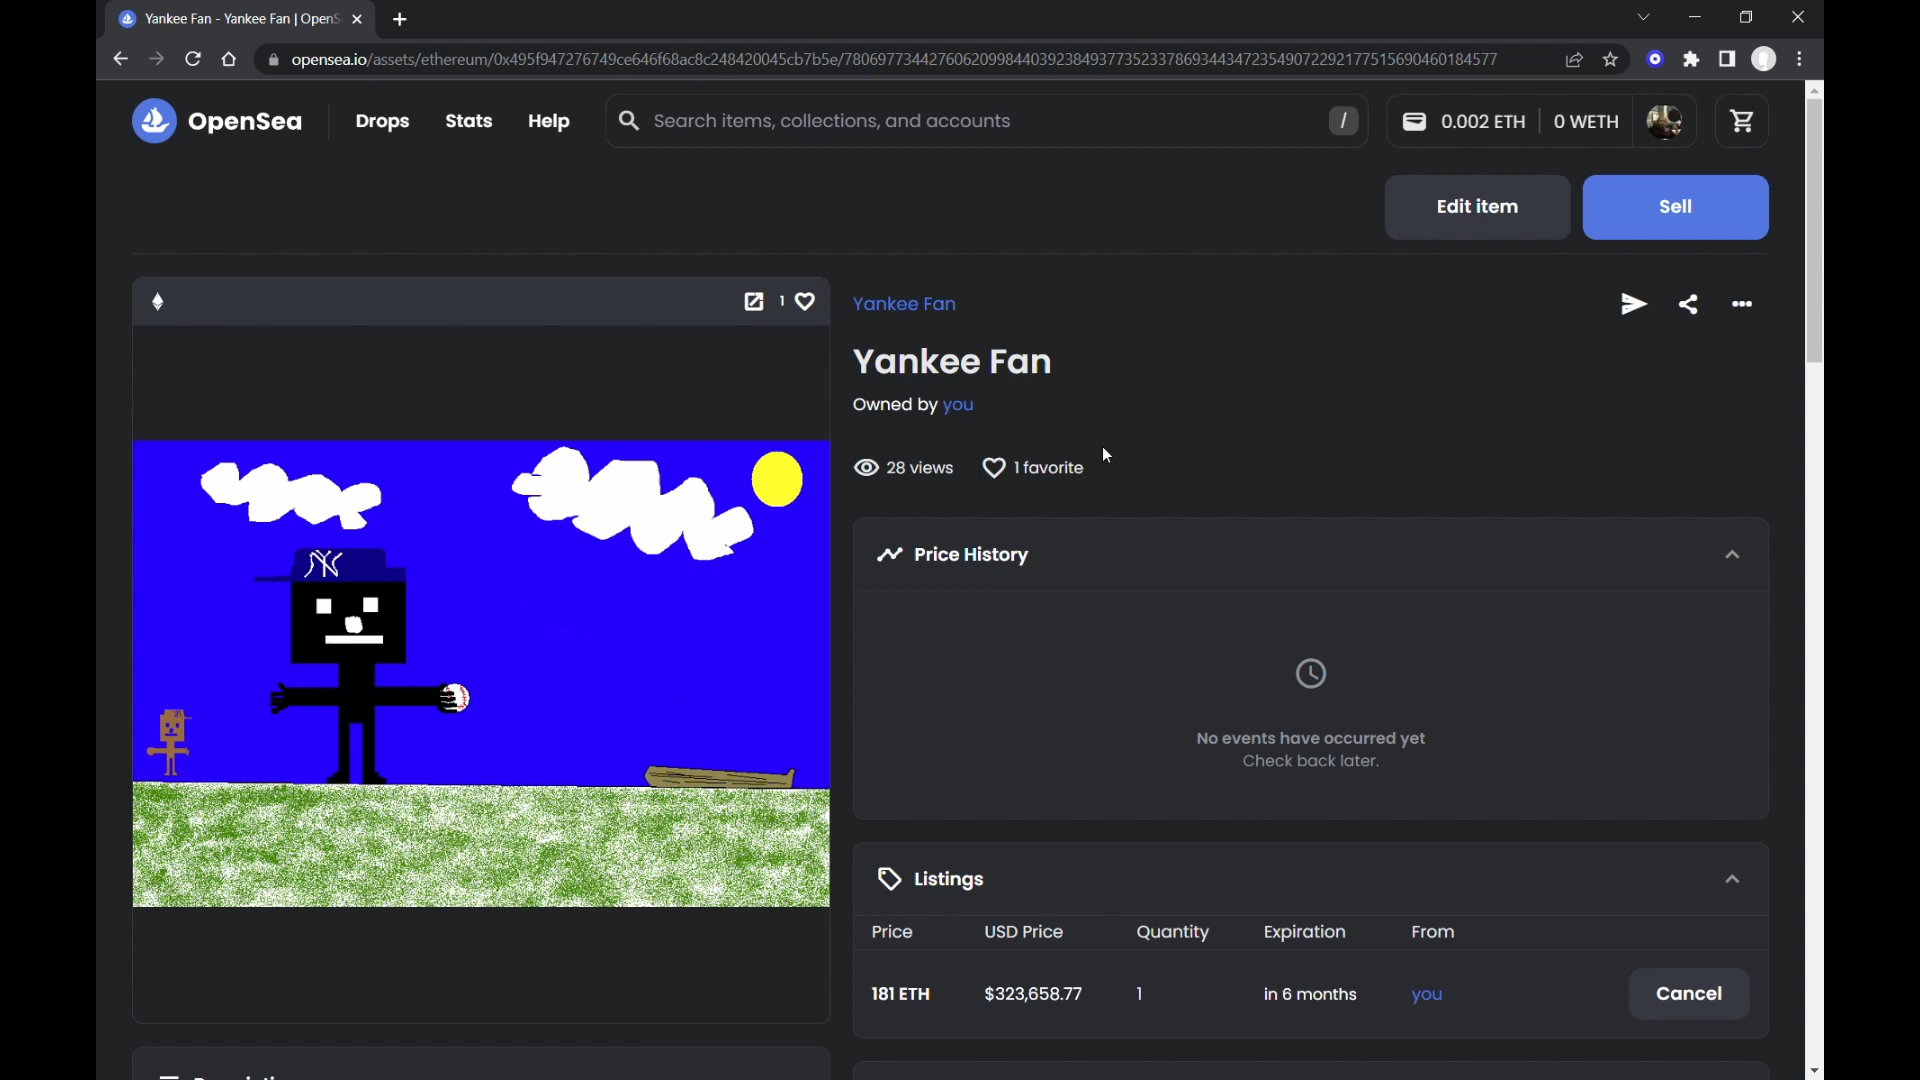 Yankee Fan - Yankee Fan | OpenS
opensea.io/assets/ethereum/0x495f947276749ce646f68ac8c248420045cb7b5e/78069773442760620998440392384937735233786934434723549072292177515690460184577
OpenSea
Drops
Stats
Help
Search items, collections, and accounts
/
0.002 ETH
0 WETH
Edit item
Sell
1
Yankee Fan
Yankee Fan
Owned by you
28 views
1 favorite
NY
Price History
No events have occurred yet
Check back later.
Listings
Price USD Price Quantity Expiration From
181 ETH $323,658.77 1 in 6 months you
Cancel